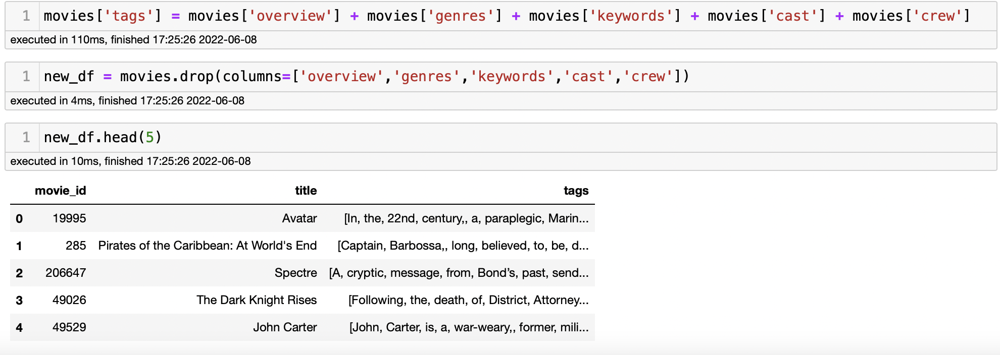 1 movies['tags'] = movies['overview'] + movies['genres'] + movies['keywords'] + movies['cast'] + movies['crew']
executed in 110ms, finished 17:25:26 2022-06-08
1 new_df = movies.drop(columns=['overview','genres','keywords','cast','crew'])
executed in 4ms, finished 17:25:26 2022-06-08
1 new_df.head(5)
executed in 10ms, finished 17:25:26 2022-06-08
movie_id title tags
0 19995 Avatar [In, the, 22nd, century,, a, paraplegic, Marin...
1 285 Pirates of the Caribbean: At World's End [Captain, Barbossa,, long, believed, to, be, d...
2 206647 Spectre [A, cryptic, message, from, Bond’s, past, send...
3 49026 The Dark Knight Rises [Following, the, death, of, District, Attorney...
4 49529 John Carter [John, Carter, is, a, war-weary,, former, mili...